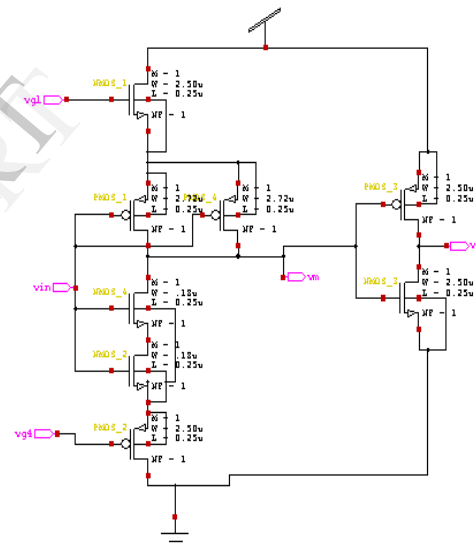 NMOS_1
M - 1
W - 2.50u
L - 0.25u
NF - 1
vg1
PMOS_1
M - 1
W - 2.72u
L - 0.25u
NF - 1
M - 1
W - 2.72u
L - 0.25u
NF - 1
PMOS_3
M - 1
W - 2.50u
L - 0.25u
NF - 1
vin
vm
NMOS_4
M - 1
W - .18u
L - 0.25u
NF - 1
NMOS_3
M - 1
W - 2.50u
L - 0.25u
NF - 1
NMOS_2
M - 1
W - .18u
L - 0.25u
NF - 1
vg4
PMOS_2
M - 1
W - 2.50u
L - 0.25u
NF - 1